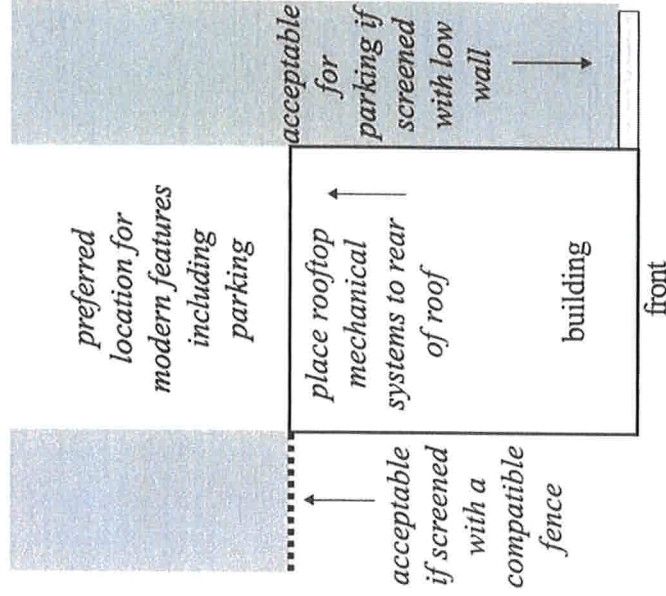 preferred
location for
modern features
including
parking
acceptable
for
parking if
screened
with low
wall
place rooftop
mechanical
systems to rear
of roof
acceptable
if screened
with a
compatible
fence
building
front